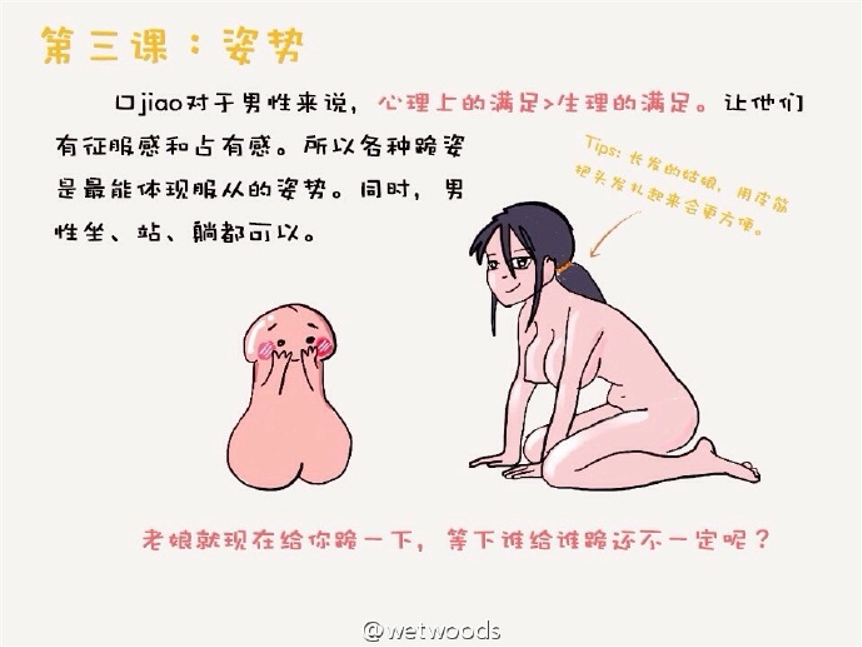 第三课：姿势
口jiao对于男性来说，心理上的满足>生理的满足。让他们
有征服感和占有感。所以各种跪姿
是最能体现服从的姿势。同时，男
性坐、站、躺都可以。
Tips: 长发的姑娘，用皮筋
把头发扎起来会更方便。
老娘就现在给你跪一下，等下谁给谁跪还不一定呢？
@wetwoods